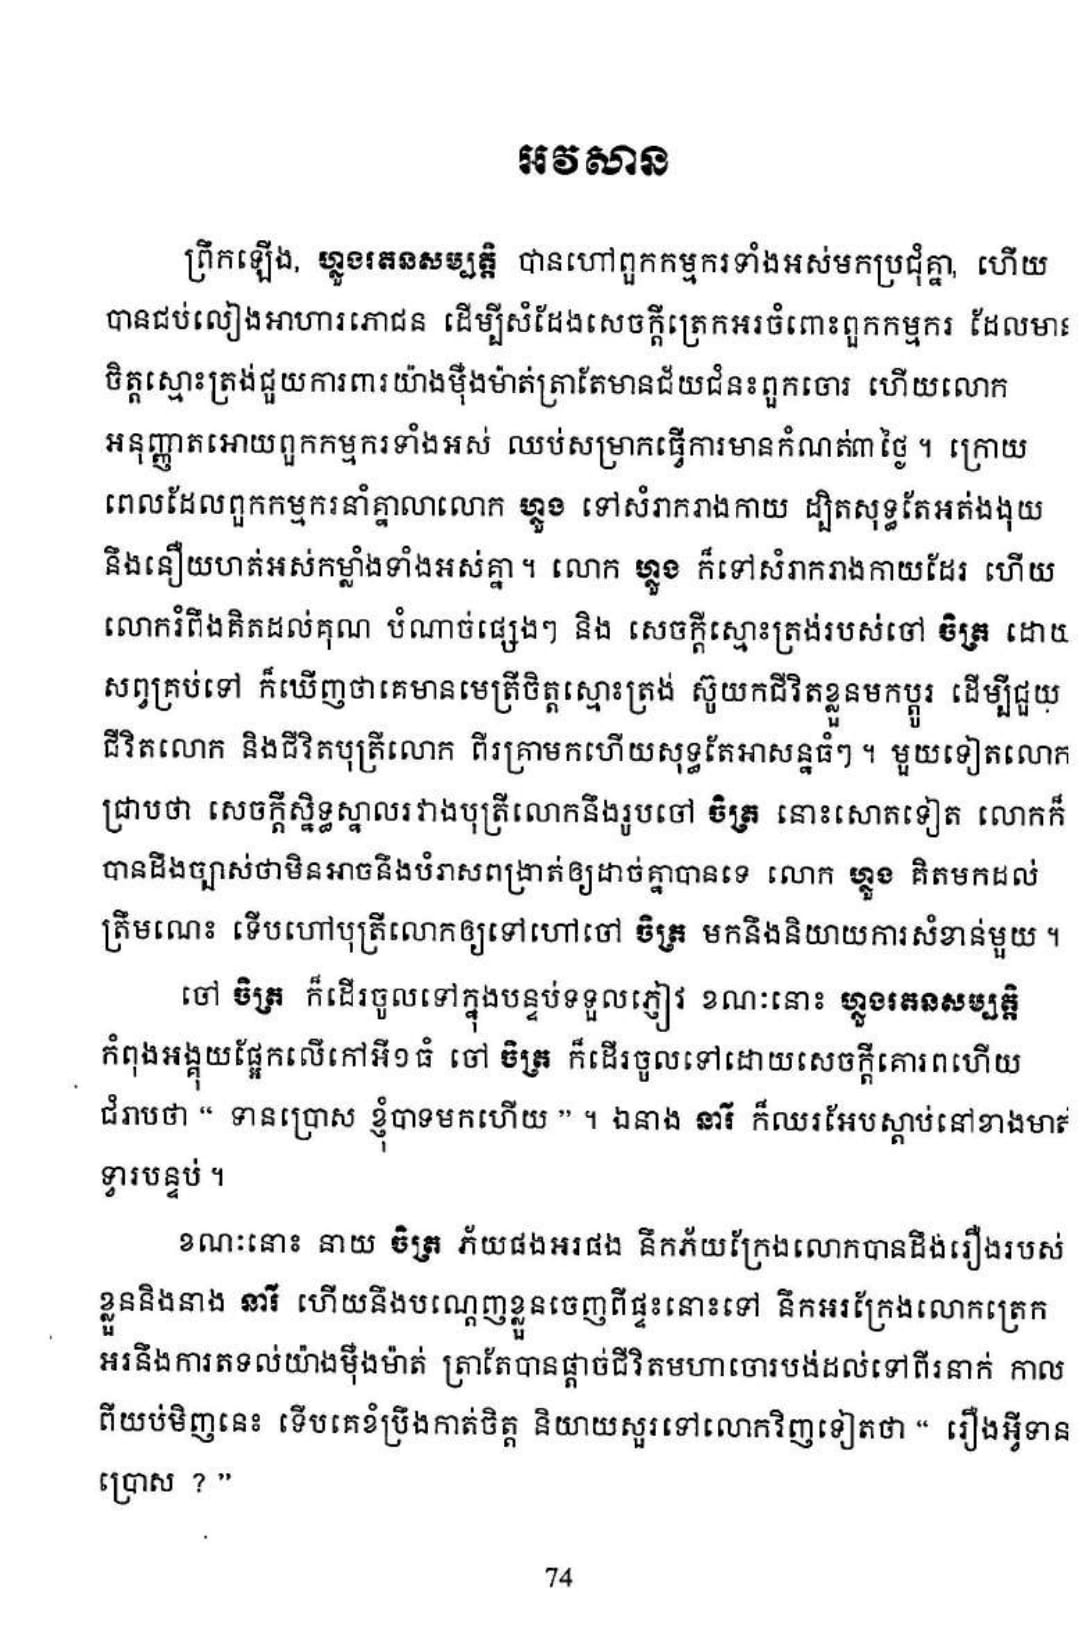 អវសាន
ព្រឹកឡើង, ហ្លួងរតនសម្បត្តិ បានហៅពួកកម្មករទាំងអស់មកប្រជុំគ្នា, ហើយ
បានជប់លៀងអាហារភោជន ដើម្បីសំដែងសេចក្តីត្រេកអរចំពោះពួកកម្មករ ដែលមាន
ចិត្តស្មោះត្រង់ជួយការពារយ៉ាងម៉ឺងម៉ាត់ត្រាតែមានជ័យជំនះពួកចោរ ហើយលោក
អនុញ្ញាតអោយពួកកម្មករទាំងអស់ ឈប់សម្រាកធ្វើការមានកំណត់៣ថ្ងៃ ។ ក្រោយ
ពេលដែលពួកកម្មករនាំគ្នាលាលោក ហ្លួង ទៅសំរាករាងកាយ ដ្បិតសុទ្ធតែអត់ងងុយ
នឹងនឿយហត់អស់កម្លាំងទាំងអស់គ្នា ។ លោក ហ្លួង ក៏ទៅសំរាករាងកាយដែរ ហើយ
លោករំពឹងគិតដល់គុណ បំណាច់ផ្សេងៗ និង សេចក្តីស្មោះត្រង់របស់ចៅ ចិត្រ ដោយ
សព្វគ្រប់ទៅ ក៏ឃើញថាគេមានមេត្រីចិត្តស្មោះត្រង់ ស៊ូយកជីវិតខ្លួនមកប្តូរ ដើម្បីជួយ
ជីវិតលោក និងជីវិតបុត្រីលោក ពីរគ្រាមកហើយសុទ្ធតែអាសន្នធំៗ ។ មួយទៀតលោក
ជ្រាបថា សេចក្តីស្និទ្ធស្នាលរវាងបុត្រីលោកនឹងរូបចៅ ចិត្រ នោះសោតទៀត លោកក៏
បានដឹងច្បាស់ថាមិនអាចនឹងបំរាសពង្រាត់ឲ្យដាច់គ្នាបានទេ លោក ហ្លួង គិតមកដល់
ត្រឹមណេះ ទើបហៅបុត្រីលោកឲ្យទៅហៅចៅ ចិត្រ មកនឹងនិយាយការសំខាន់មួយ ។
ចៅ ចិត្រ ក៏ដើរចូលទៅក្នុងបន្ទប់ទទួលភ្ញៀវ ខណៈនោះ ហ្លួងរតនសម្បត្តិ
កំពុងអង្គុយផ្អែកលើកៅអី១ធំ ចៅ ចិត្រ ក៏ដើរចូលទៅដោយសេចក្តីគោរពហើយ
ជំរាបថា “ ទានប្រោស ខ្ញុំបាទមកហើយ ” ។ ឯនាង នារី ក៏ឈរអែបស្តាប់នៅខាងមាត់
ទ្វារបន្ទប់ ។
ខណៈនោះ នាយ ចិត្រ ភ័យផងអរផង នឹកភ័យក្រែងលោកបានដឹងរឿងរបស់
ខ្លួននិងនាង នារី ហើយនឹងបណ្តេញខ្លួនចេញពីផ្ទះនោះទៅ នឹកអរក្រែងលោកត្រេក
អរនឹងការតទល់យ៉ាងម៉ឺងម៉ាត់ ត្រាតែបានផ្តាច់ជីវិតមហាចោរបង់ដល់ទៅពីរនាក់ កាល
ពីយប់មិញនេះ ទើបគេខំប្រឹងកាត់ចិត្ត និយាយសួរទៅលោកវិញទៀតថា “ រឿងអ្វីទាន
ប្រោស ? ”
74